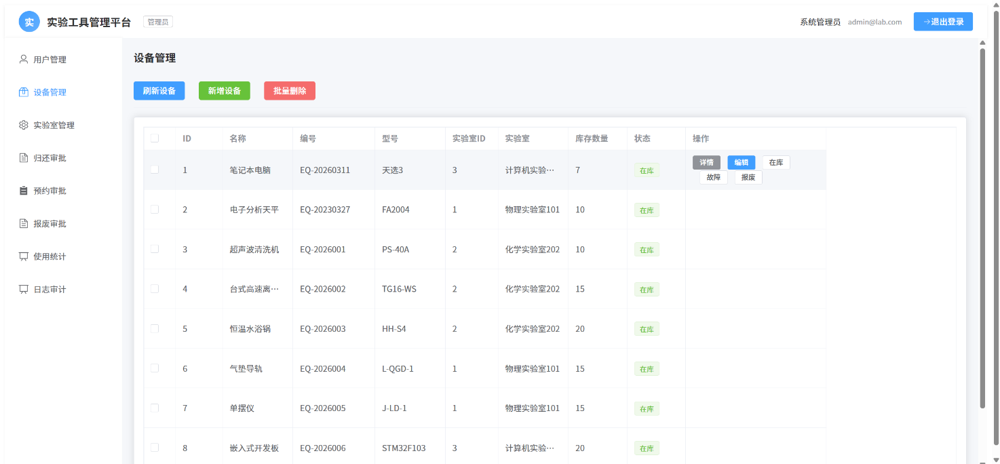 实 实验工具管理平台 管理员 系统管理员 admin@lab.com →退出登录
用户管理
设备管理
实验室管理
归还审批
预约审批
报废审批
使用统计
日志审计
设备管理
刷新设备 新增设备 批量删除
ID 名称 编号 型号 实验室ID 实验室 库存数量 状态 操作
1 笔记本电脑 EQ-20260311 天选3 3 计算机实验… 7 在库 详情 编辑 在库
故障 报废
2 电子分析天平 EQ-20230327 FA2004 1 物理实验室101 10 在库
3 超声波清洗机 EQ-2026001 PS-40A 2 化学实验室202 10 在库
4 台式高速离… EQ-2026002 TG16-WS 2 化学实验室202 15 在库
5 恒温水浴锅 EQ-2026003 HH-S4 2 化学实验室202 20 在库
6 气垫导轨 EQ-2026004 L-QGD-1 1 物理实验室101 15 在库
7 单摆仪 EQ-2026005 J-LD-1 1 物理实验室101 15 在库
8 嵌入式开发板 EQ-2026006 STM32F103 3 计算机实验… 20 在库